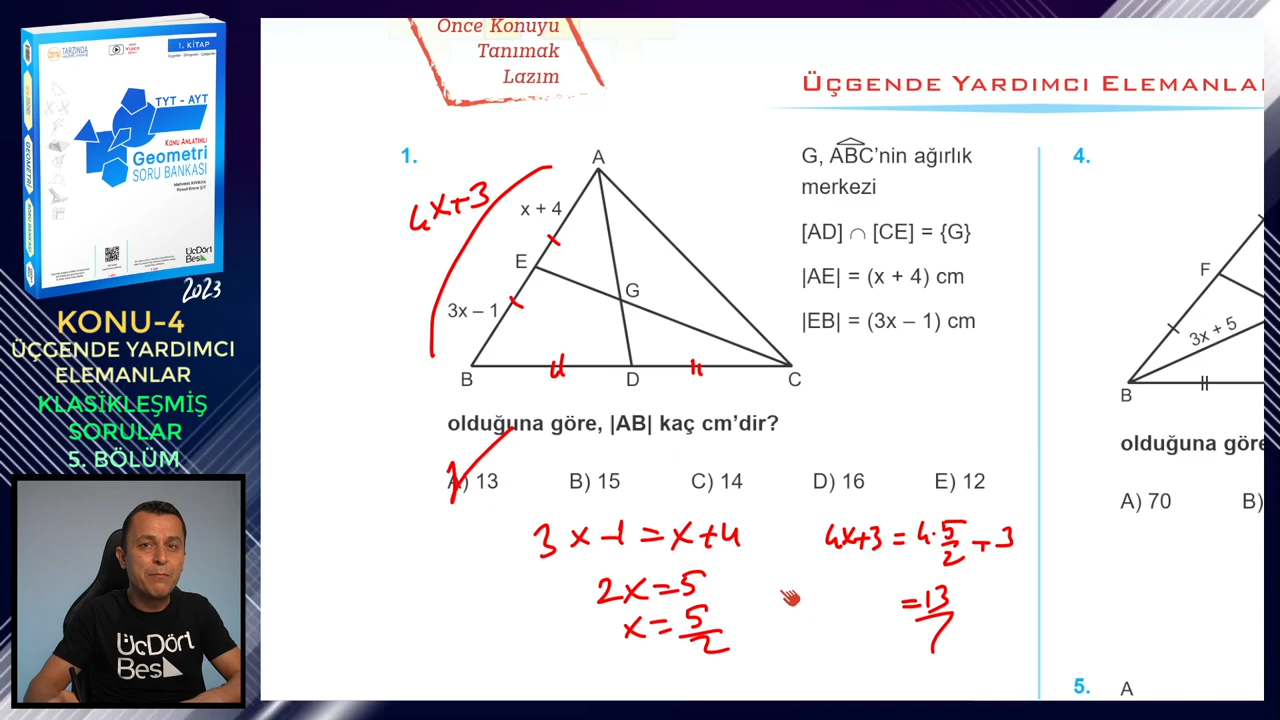 TARZINDA
1. KİTAP
TYT - AYT
KONU ANLATIMLI
Geometri
SORU BANKASI
GEOMETRİ
ÜçDört
Beş
2023
KONU-4
ÜÇGENDE YARDIMCI
ELEMANLAR
KLASİKLEŞMİŞ
SORULAR
5. BÖLÜM
ÜcDört
Beş
Önce Konuyu
Tanımak
Lazım
ÜÇGENDE YARDIMCI ELEMANLA
1.
A
4x+3
x + 4
E
G
3x – 1
B
D
C
G, ABC’nin ağırlık
merkezi
[AD] ∩ [CE] = {G}
|AE| = (x + 4) cm
|EB| = (3x – 1) cm
olduğuna göre, |AB| kaç cm’dir?
A) 13 B) 15 C) 14 D) 16 E) 12
3x-1=x+4
2x=5
x=5/2
4x+3=4.5/2+3
=13
4.
F
3x + 5
B
olduğuna göre
A) 70 B)
5.
A